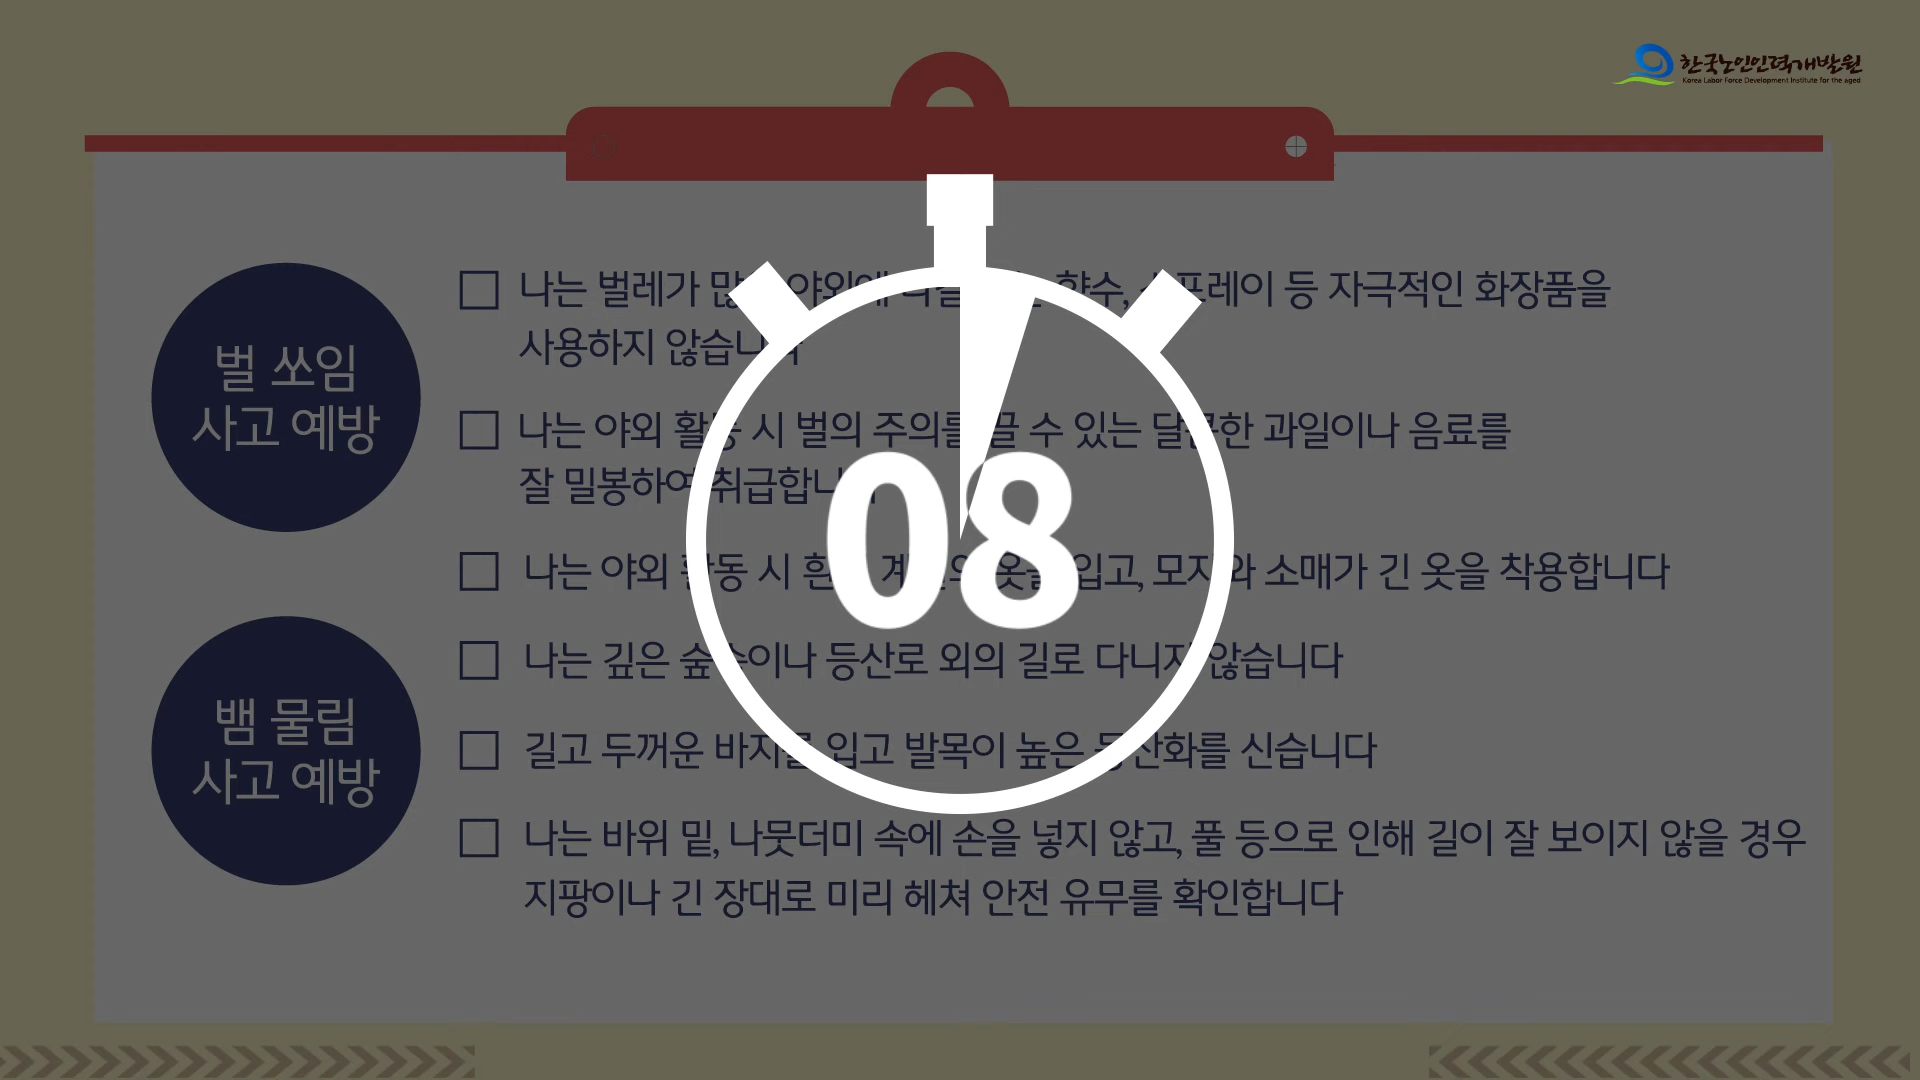 한국노인인력개발원
Korea Labor Force Development Institute for the aged
벌 쏘임
사고 예방
나는 벌레가 야외에 향수, 스프레이 등 자극적인 화장품을
사용하지 않습니다
나는 야외 활동 시 벌의 주의를 끌 수 있는 달콤한 과일이나 음료를
잘 밀봉하여 취급합니다
나는 야외 활동 시 흰색 계열의 옷을 입고, 모자와 소매가 긴 옷을 착용합니다
08
뱀 물림
사고 예방
나는 깊은 숲속이나 등산로 외의 길로 다니지 않습니다
길고 두꺼운 바지를 입고 발목이 높은 등산화를 신습니다
나는 바위 밑, 나뭇더미 속에 손을 넣지 않고, 풀 등으로 인해 길이 잘 보이지 않을 경우
지팡이나 긴 장대로 미리 헤쳐 안전 유무를 확인합니다